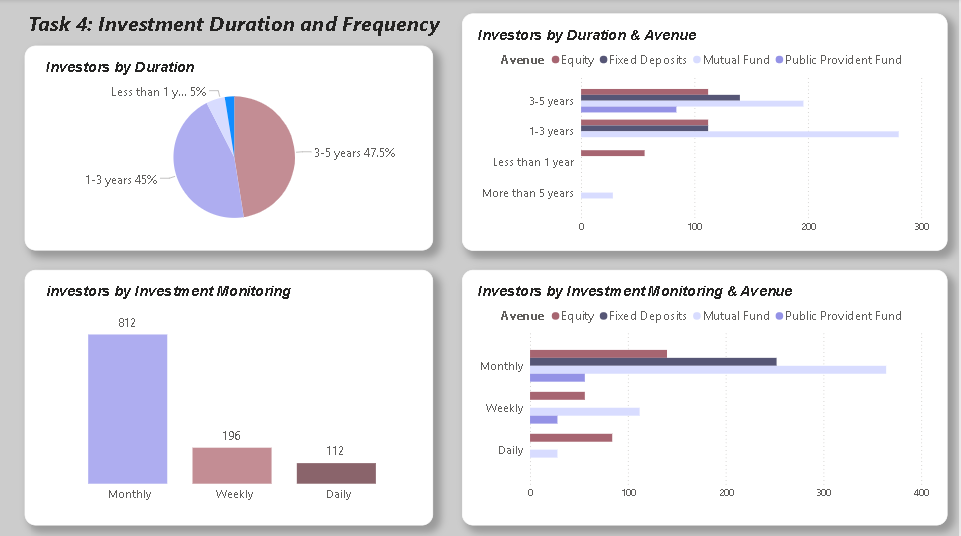 Task 4: Investment Duration and Frequency
Investors by Duration
Less than 1 y... 5%
3-5 years 47.5%
1-3 years 45%
Investors by Duration & Avenue
Avenue Equity Fixed Deposits Mutual Fund Public Provident Fund
3-5 years
1-3 years
Less than 1 year
More than 5 years
0 100 200 300
investors by Investment Monitoring
812
196
112
Monthly Weekly Daily
Investors by Investment Monitoring & Avenue
Avenue Equity Fixed Deposits Mutual Fund Public Provident Fund
Monthly
Weekly
Daily
0 100 200 300 400